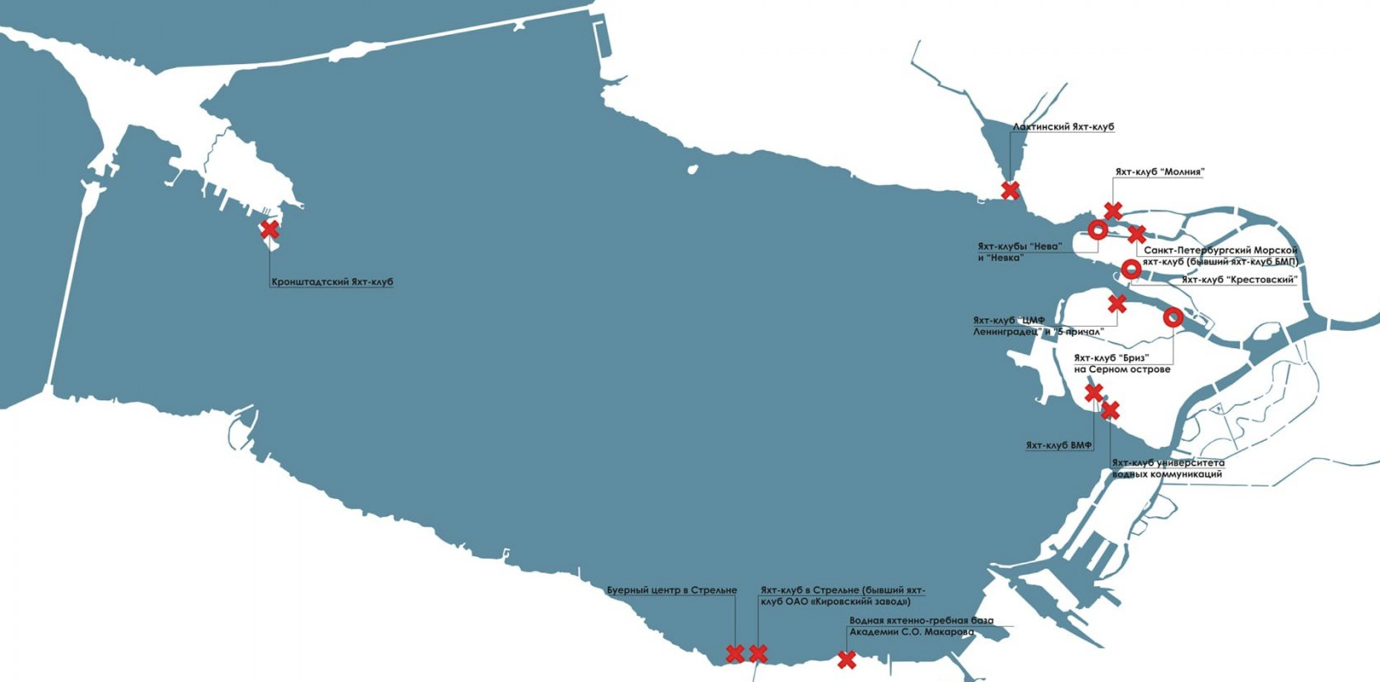 Лахтинский Яхт-клуб
Яхт-клуб "Молния"
Яхт-клубы "Нева"
и "Невка"
Санкт-Петербургский Морской
яхт-клуб (бывший яхт-клуб БМП)
Яхт-клуб "Крестовский"
Кронштадтский Яхт-клуб
Яхт-клуб "ЦМФ
Ленинградец" и "5 причал"
Яхт-клуб "Бриз"
на Серном острове
Яхт-клуб ВМФ
Яхт-клуб университета
водных коммуникаций
Буерный центр в Стрельне
Яхт-клуб в Стрельне (бывший яхт-
клуб ОАО «Кировскийй завод»)
Водная яхтенно-гребная база
Академии С.О. Макарова